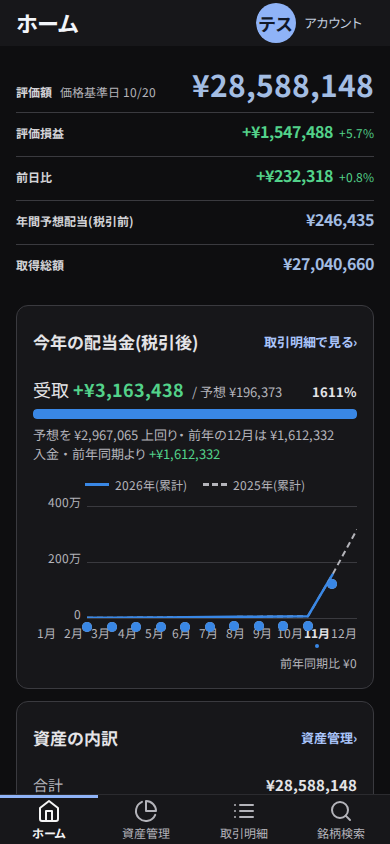 ホーム
テス アカウント
評価額 価格基準日 10/20 ¥28,588,148
評価損益 +¥1,547,488 +5.7%
前日比 +¥232,318 +0.8%
年間予想配当(税引前) ¥246,435
取得総額 ¥27,040,660
今年の配当金(税引後) 取引明細で見る›
受取 +¥3,163,438 / 予想 ¥196,373 1611%
予想を ¥2,967,065 上回り・前年の12月は ¥1,612,332
入金・前年同期より +¥1,612,332
2026年(累計) 2025年(累計)
400万
200万
0
1月 2月 3月 4月 5月 6月 7月 8月 9月 10月 11月 12月
前年同期比 ¥0
資産の内訳 資産管理›
合計 ¥28,588,148
ホーム 資産管理 取引明細 銘柄検索